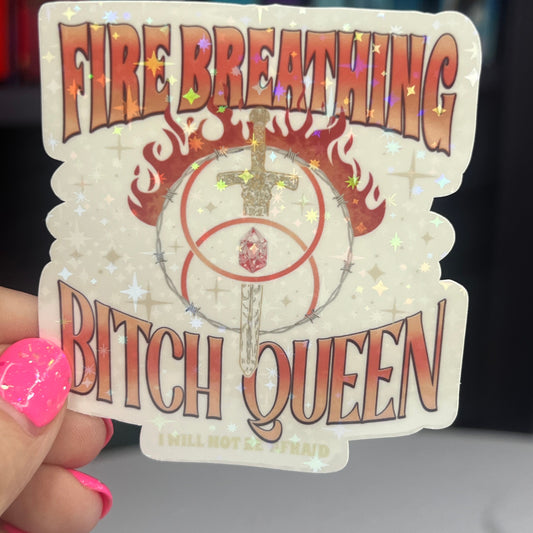 FIRE BREATHING
BITCH QUEEN
I WILL NOT BE AFRAID